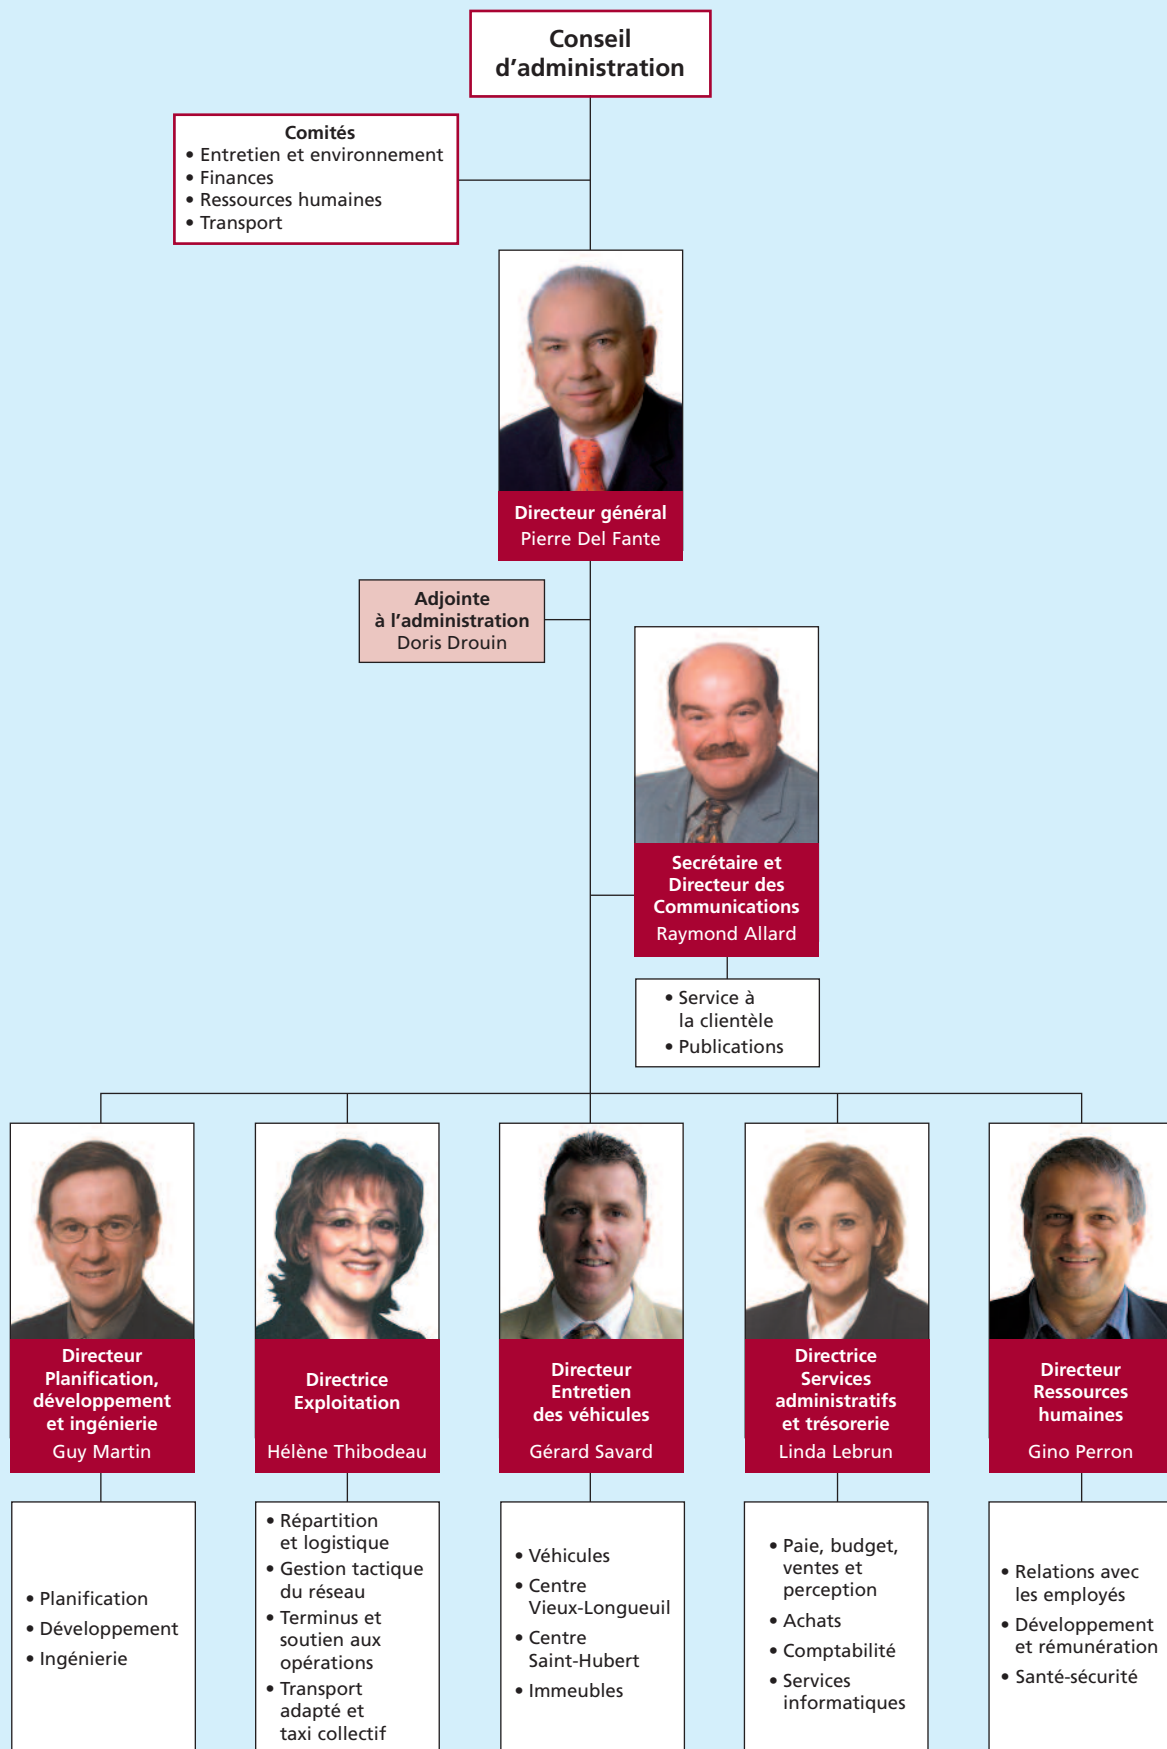 Conseil
d'administration
Comités
• Entretien et environnement
• Finances
• Ressources humaines
• Transport
Directeur général
Pierre Del Fante
Adjointe
à l'administration
Doris Drouin
Secrétaire et
Directeur des
Communications
Raymond Allard
• Service à
la clientèle
• Publications
Directeur
Planification,
développement
et ingénierie
Guy Martin
Directrice
Exploitation
Hélène Thibodeau
Directeur
Entretien
des véhicules
Gérard Savard
Directrice
Services
administratifs
et trésorerie
Linda Lebrun
Directeur
Ressources
humaines
Gino Perron
• Planification
• Développement
• Ingénierie
• Répartition
et logistique
• Gestion tactique
du réseau
• Terminus et
soutien aux
opérations
• Transport
adapté et
taxi collectif
• Véhicules
• Centre
Vieux-Longueuil
• Centre
Saint-Hubert
• Immeubles
• Paie, budget,
ventes et
perception
• Achats
• Comptabilité
• Services
informatiques
• Relations avec
les employés
• Développement
et rémunération
• Santé-sécurité